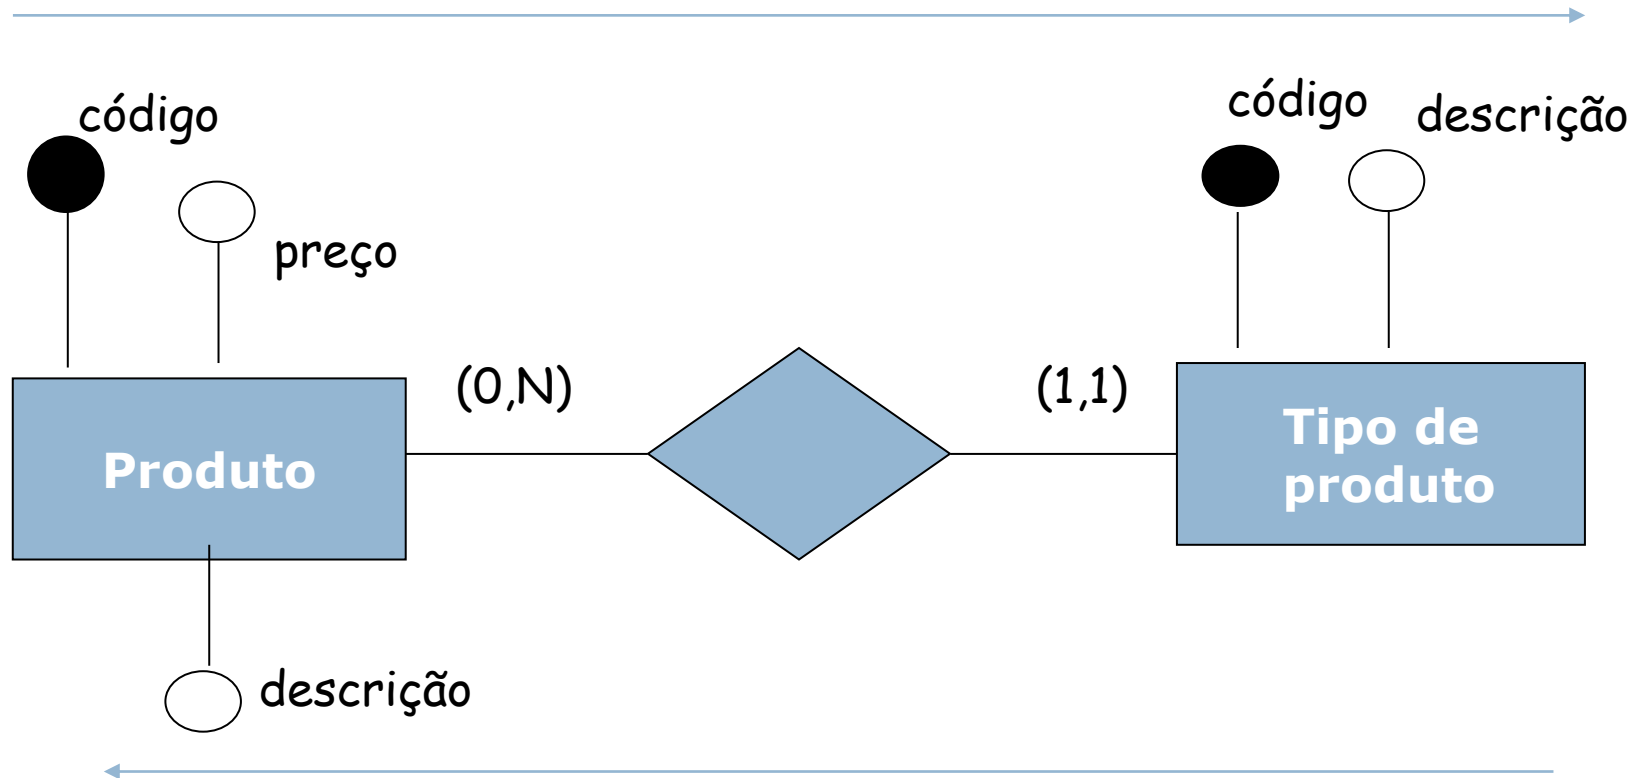 código
preço
código
descrição
(0,N)
(1,1)
Produto
Tipo de
produto
descrição